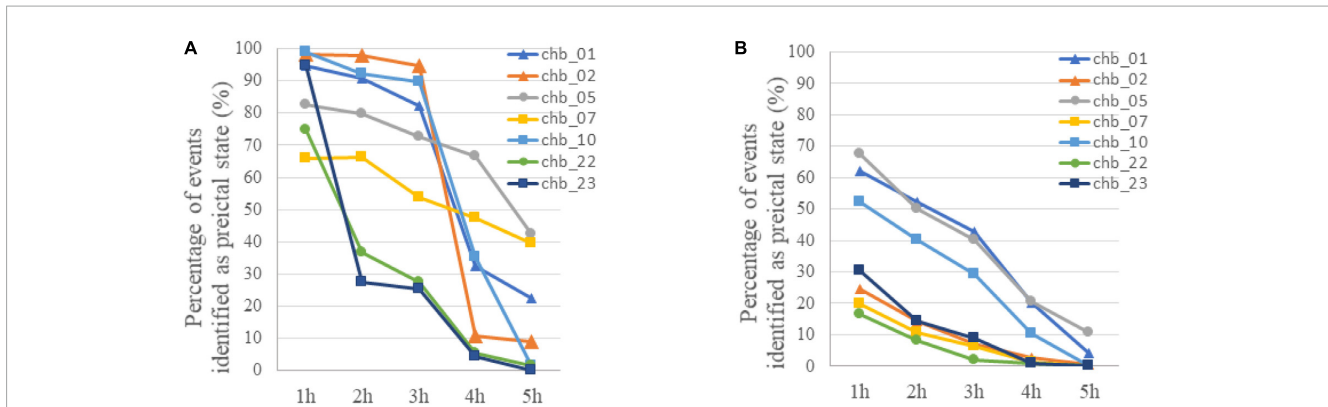 A
Percentage of events
identified as preictal state (%)
100
90
80
70
60
50
40
30
20
10
0
1h 2h 3h 4h 5h
chb_01
chb_02
chb_05
chb_07
chb_10
chb_22
chb_23
B
Percentage of events
identified as preictal state (%)
100
90
80
70
60
50
40
30
20
10
0
1h 2h 3h 4h 5h
chb_01
chb_02
chb_05
chb_07
chb_10
chb_22
chb_23